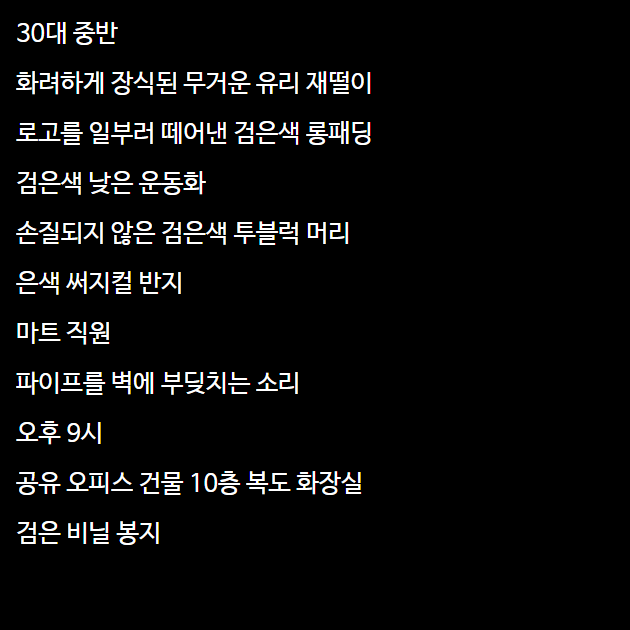 30대 중반
화려하게 장식된 무거운 유리 재떨이
로고를 일부러 떼어낸 검은색 롱패딩
검은색 낮은 운동화
손질되지 않은 검은색 투블럭 머리
은색 써지컬 반지
마트 직원
파이프를 벽에 부딪치는 소리
오후 9시
공유 오피스 건물 10층 복도 화장실
검은 비닐 봉지